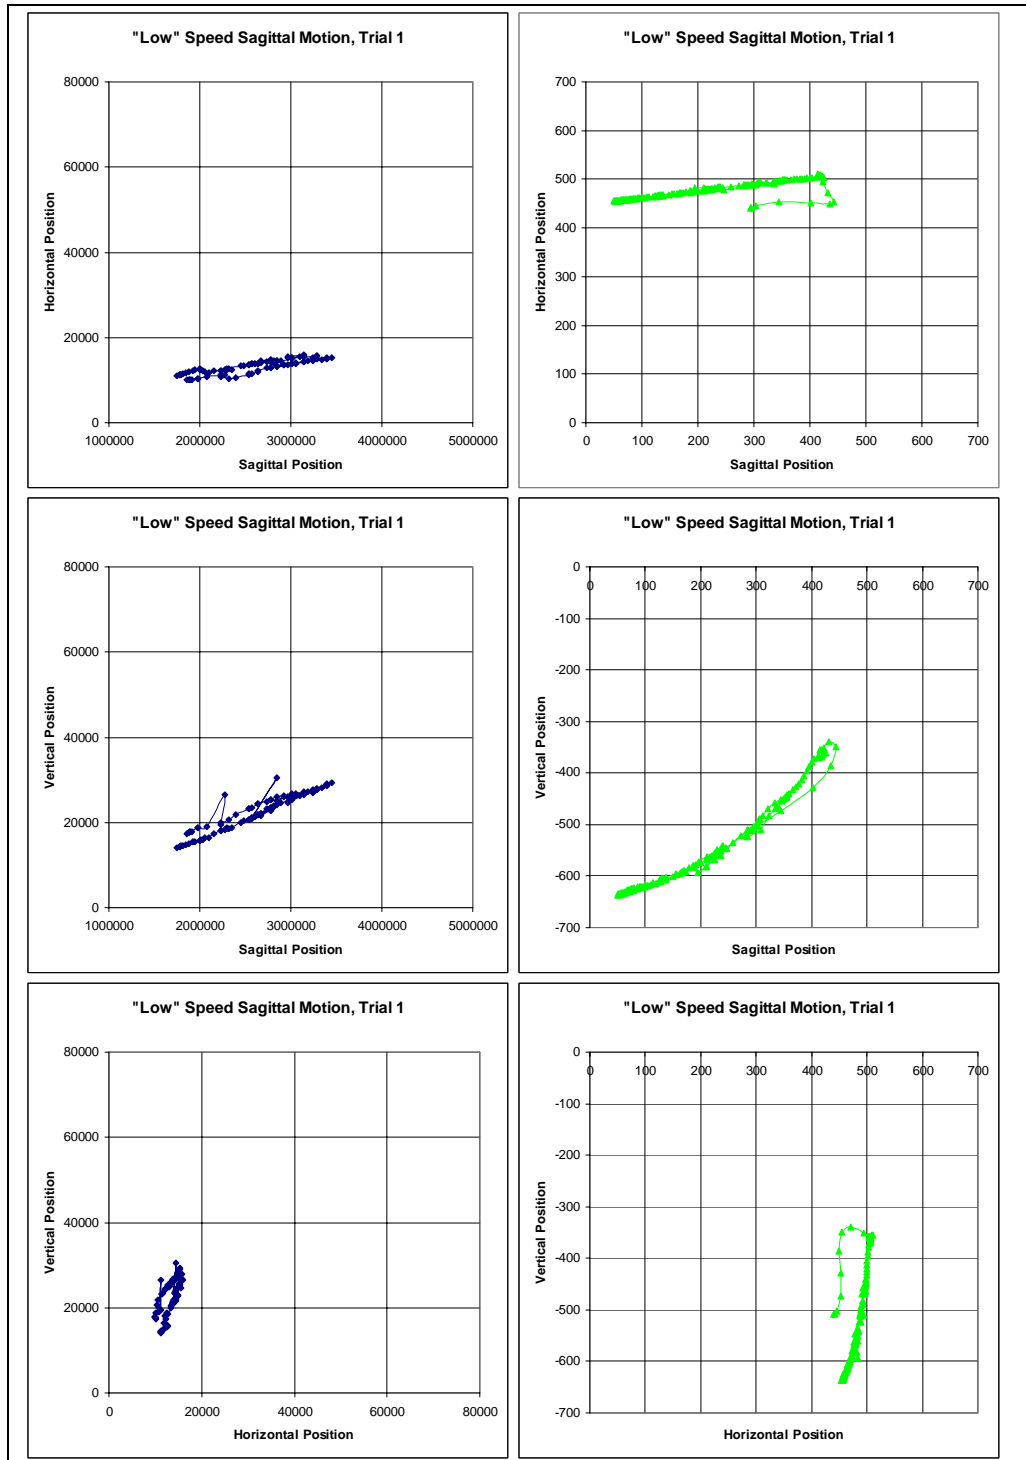 "Low" Speed Sagittal Motion, Trial 1
80000
60000
40000
20000
0
1000000 2000000 3000000 4000000 5000000
Horizontal Position
Sagittal Position
"Low" Speed Sagittal Motion, Trial 1
700
600
500
400
300
200
100
0
0 100 200 300 400 500 600 700
Horizontal Position
Sagittal Position
"Low" Speed Sagittal Motion, Trial 1
80000
60000
40000
20000
0
1000000 2000000 3000000 4000000 5000000
Vertical Position
Sagittal Position
"Low" Speed Sagittal Motion, Trial 1
0
0 100 200 300 400 500 600 700
-100
-200
-300
-400
-500
-600
-700
Vertical Position
Sagittal Position
"Low" Speed Sagittal Motion, Trial 1
80000
60000
40000
20000
0
0 20000 40000 60000 80000
Vertical Position
Horizontal Position
"Low" Speed Sagittal Motion, Trial 1
0
0 100 200 300 400 500 600 700
-100
-200
-300
-400
-500
-600
-700
Vertical Position
Horizontal Position